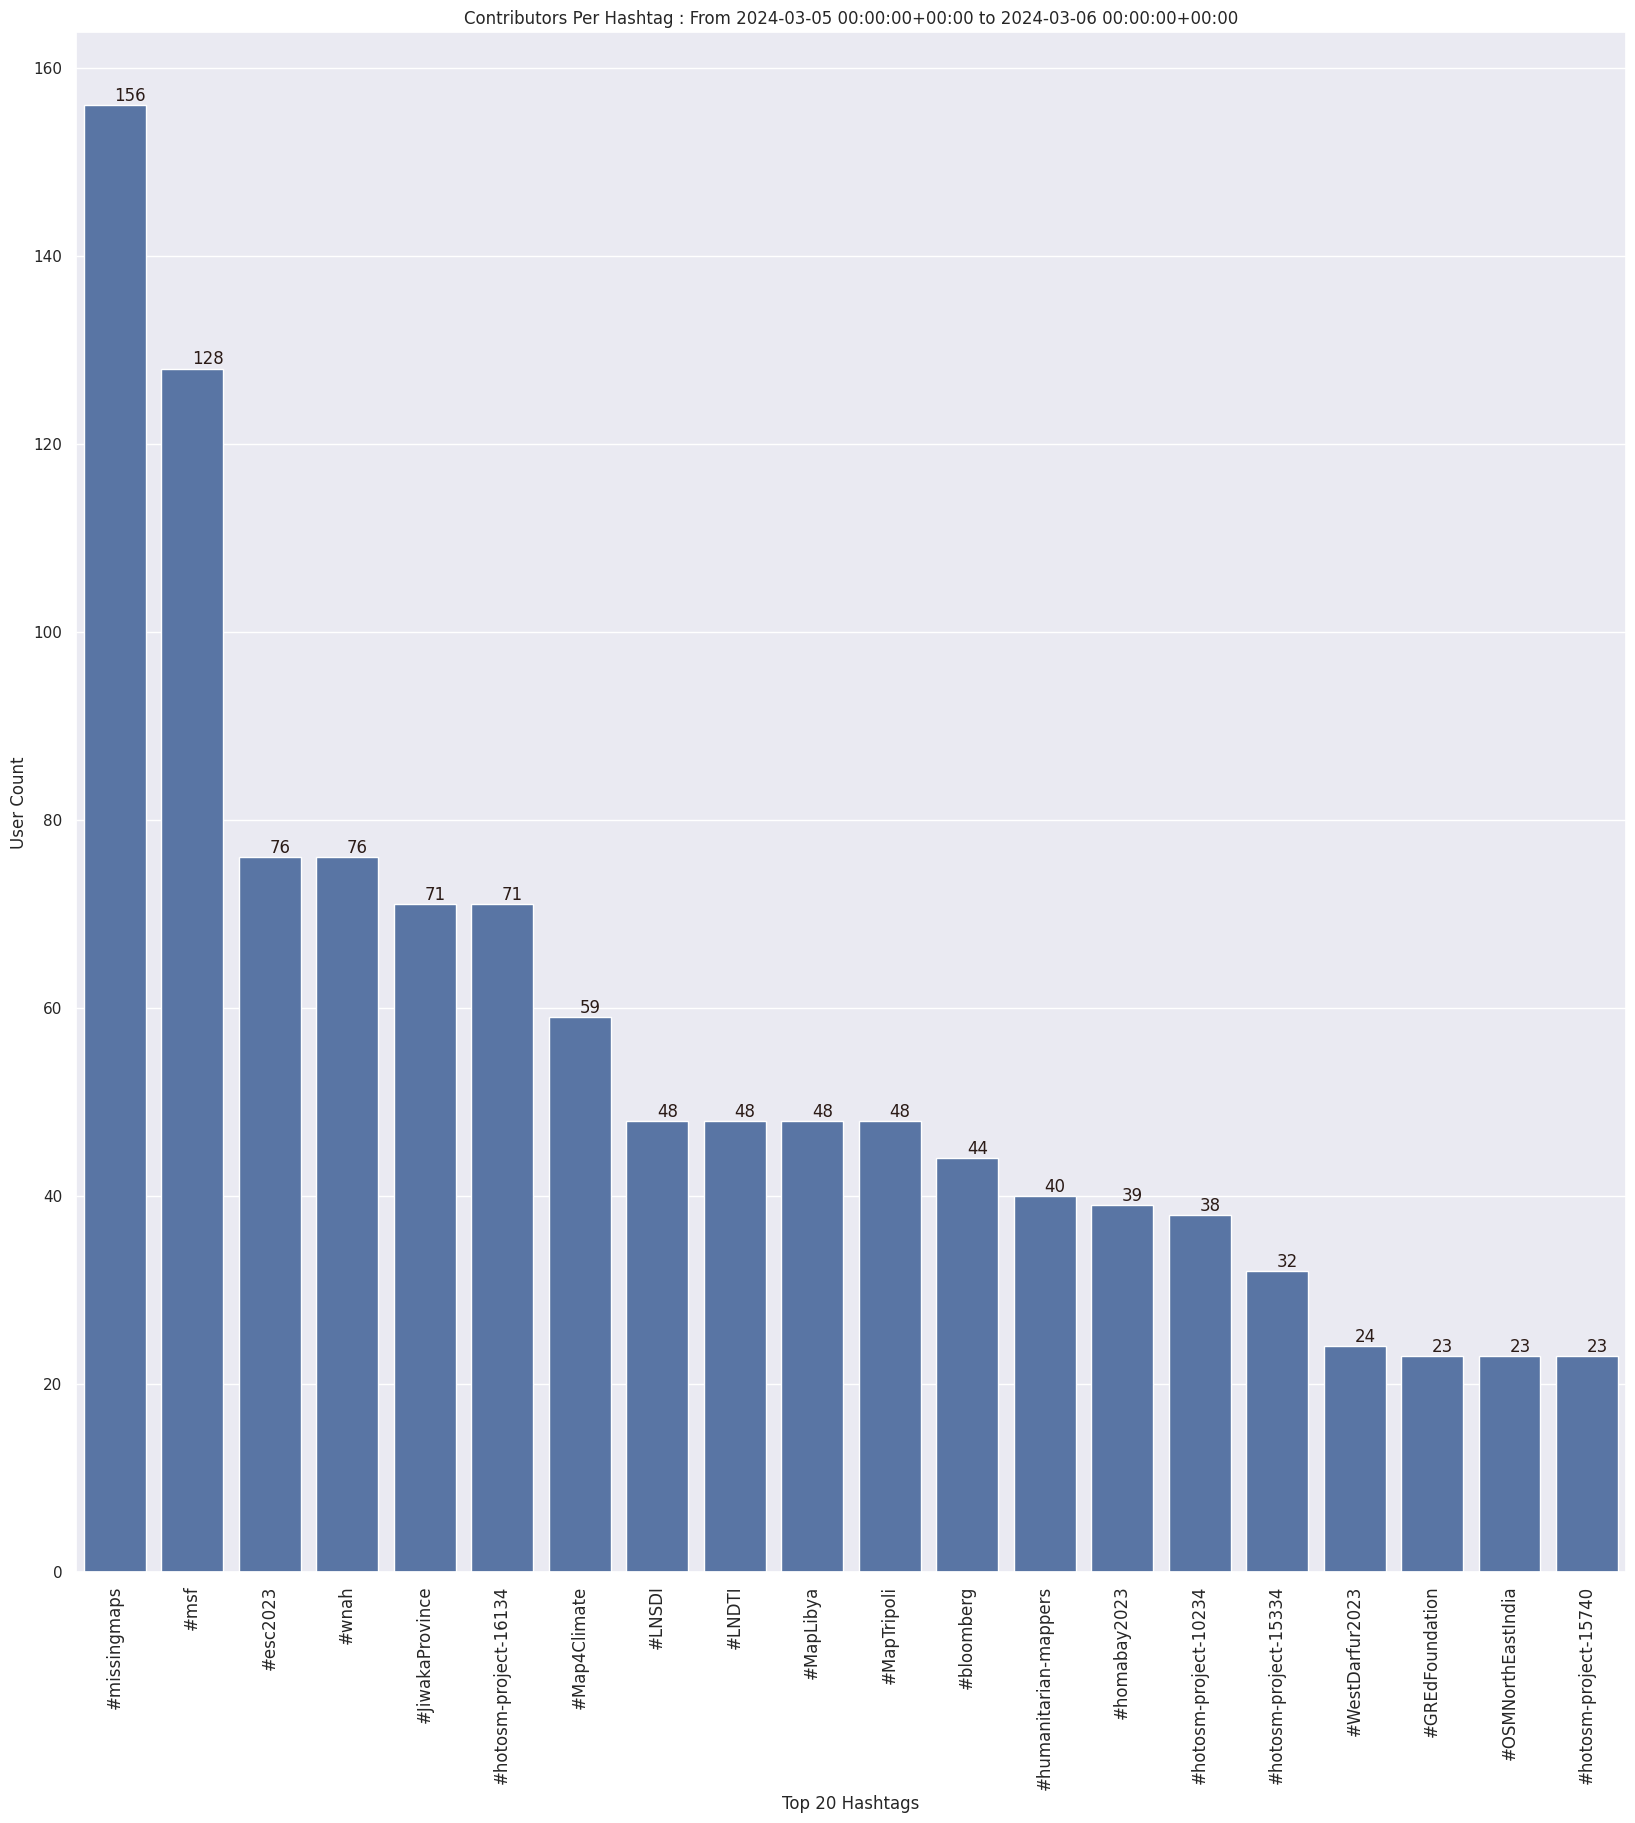 Contributors Per Hashtag : From 2024-03-05 00:00:00+00:00 to 2024-03-06 00:00:00+00:00
160
140
120
100
80
60
40
20
0
User Count
156
128
76
76
71
71
59
48
48
48
48
44
40
39
38
32
24
23
23
23
#missingmaps
#msf
#esc2023
#wnah
#JiwakaProvince
#hotosm-project-16134
#Map4Climate
#LNSDI
#LNDTI
#MapLibya
#MapTripoli
#bloomberg
#humanitarian-mappers
#homabay2023
#hotosm-project-10234
#hotosm-project-15334
#WestDarfur2023
#GREdFoundation
#OSMNorthEastIndia
#hotosm-project-15740
Top 20 Hashtags